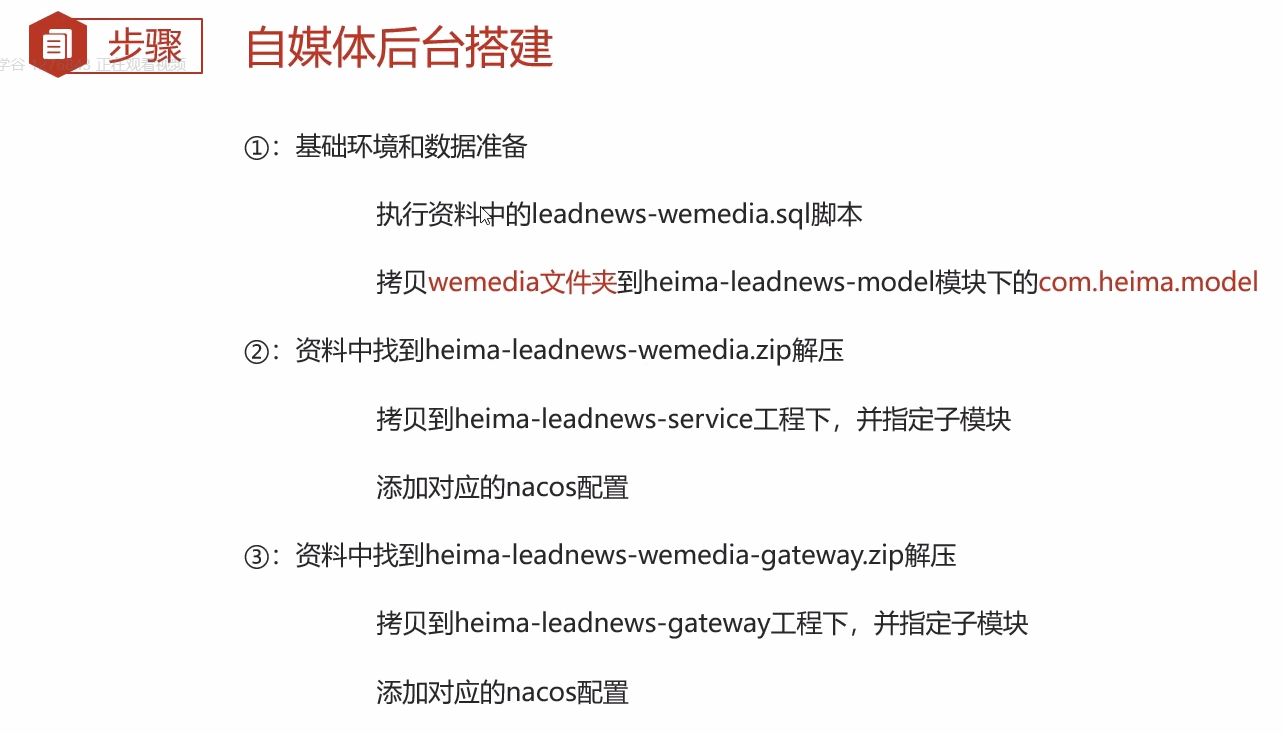 步骤
自媒体后台搭建
正在观看视频
①：基础环境和数据准备
执行资料中的leadnews-wemedia.sql脚本
拷贝wemedia文件夹到heima-leadnews-model模块下的com.heima.model
②：资料中找到heima-leadnews-wemedia.zip解压
拷贝到heima-leadnews-service工程下，并指定子模块
添加对应的nacos配置
③：资料中找到heima-leadnews-wemedia-gateway.zip解压
拷贝到heima-leadnews-gateway工程下，并指定子模块
添加对应的nacos配置